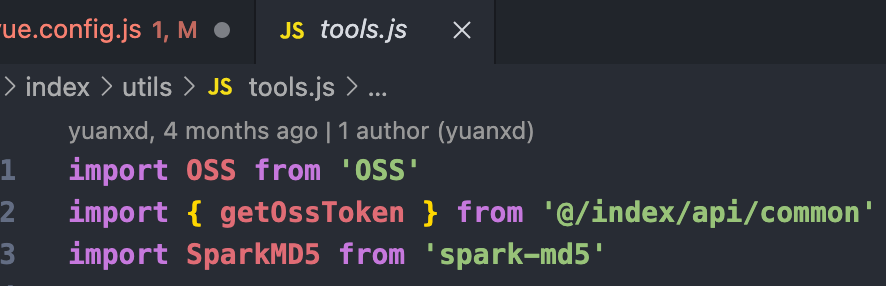 vue.config.js 1, M
JS tools.js
index > utils > JS tools.js > ...
yuanxd, 4 months ago | 1 author (yuanxd)
1 import OSS from 'OSS'
2 import { getOssToken } from '@/index/api/common'
3 import SparkMD5 from 'spark-md5'